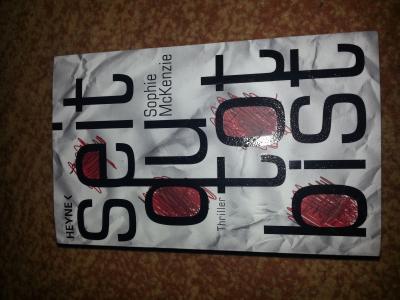 HEYNE <
seit
Sophie
McKenzie
du
tot
Thriller
bist